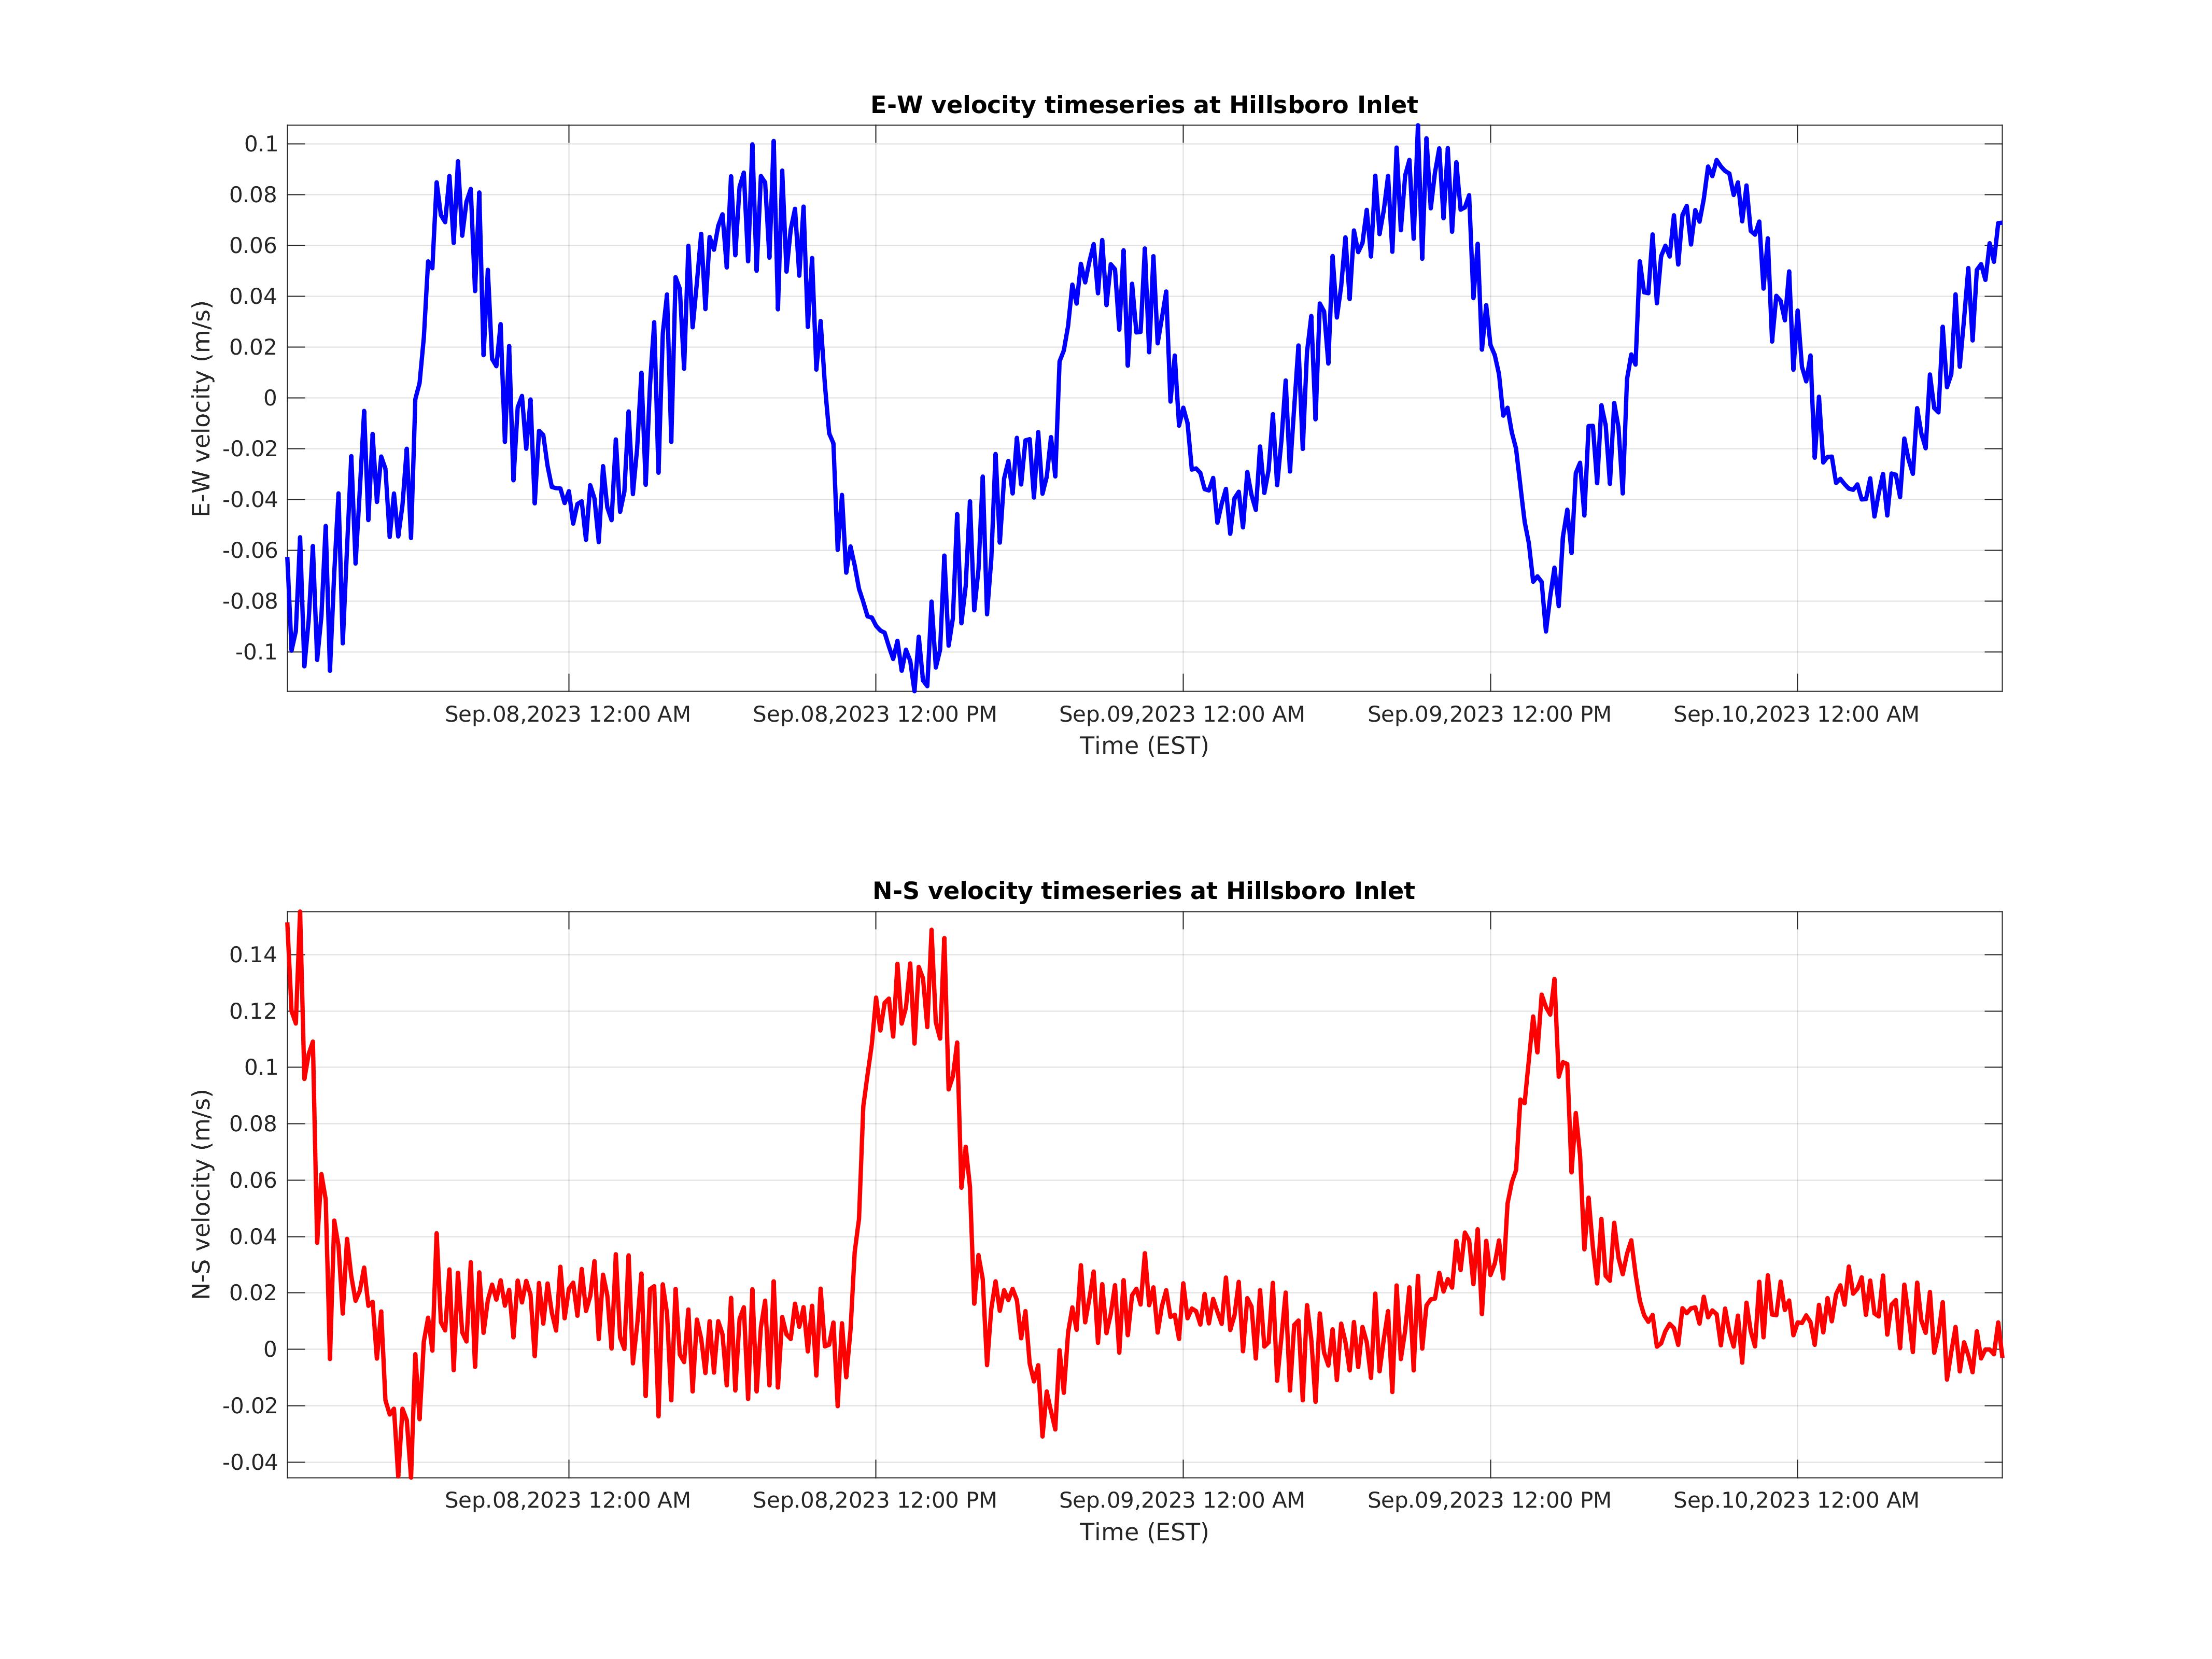 E-W velocity timeseries at Hillsboro Inlet
E-W velocity (m/s)
0.1
0.08
0.06
0.04
0.02
0
-0.02
-0.04
-0.06
-0.08
-0.1
Sep.08,2023 12:00 AM
Sep.08,2023 12:00 PM
Sep.09,2023 12:00 AM
Sep.09,2023 12:00 PM
Sep.10,2023 12:00 AM
Time (EST)
N-S velocity timeseries at Hillsboro Inlet
N-S velocity (m/s)
0.14
0.12
0.1
0.08
0.06
0.04
0.02
0
-0.02
-0.04
Sep.08,2023 12:00 AM
Sep.08,2023 12:00 PM
Sep.09,2023 12:00 AM
Sep.09,2023 12:00 PM
Sep.10,2023 12:00 AM
Time (EST)